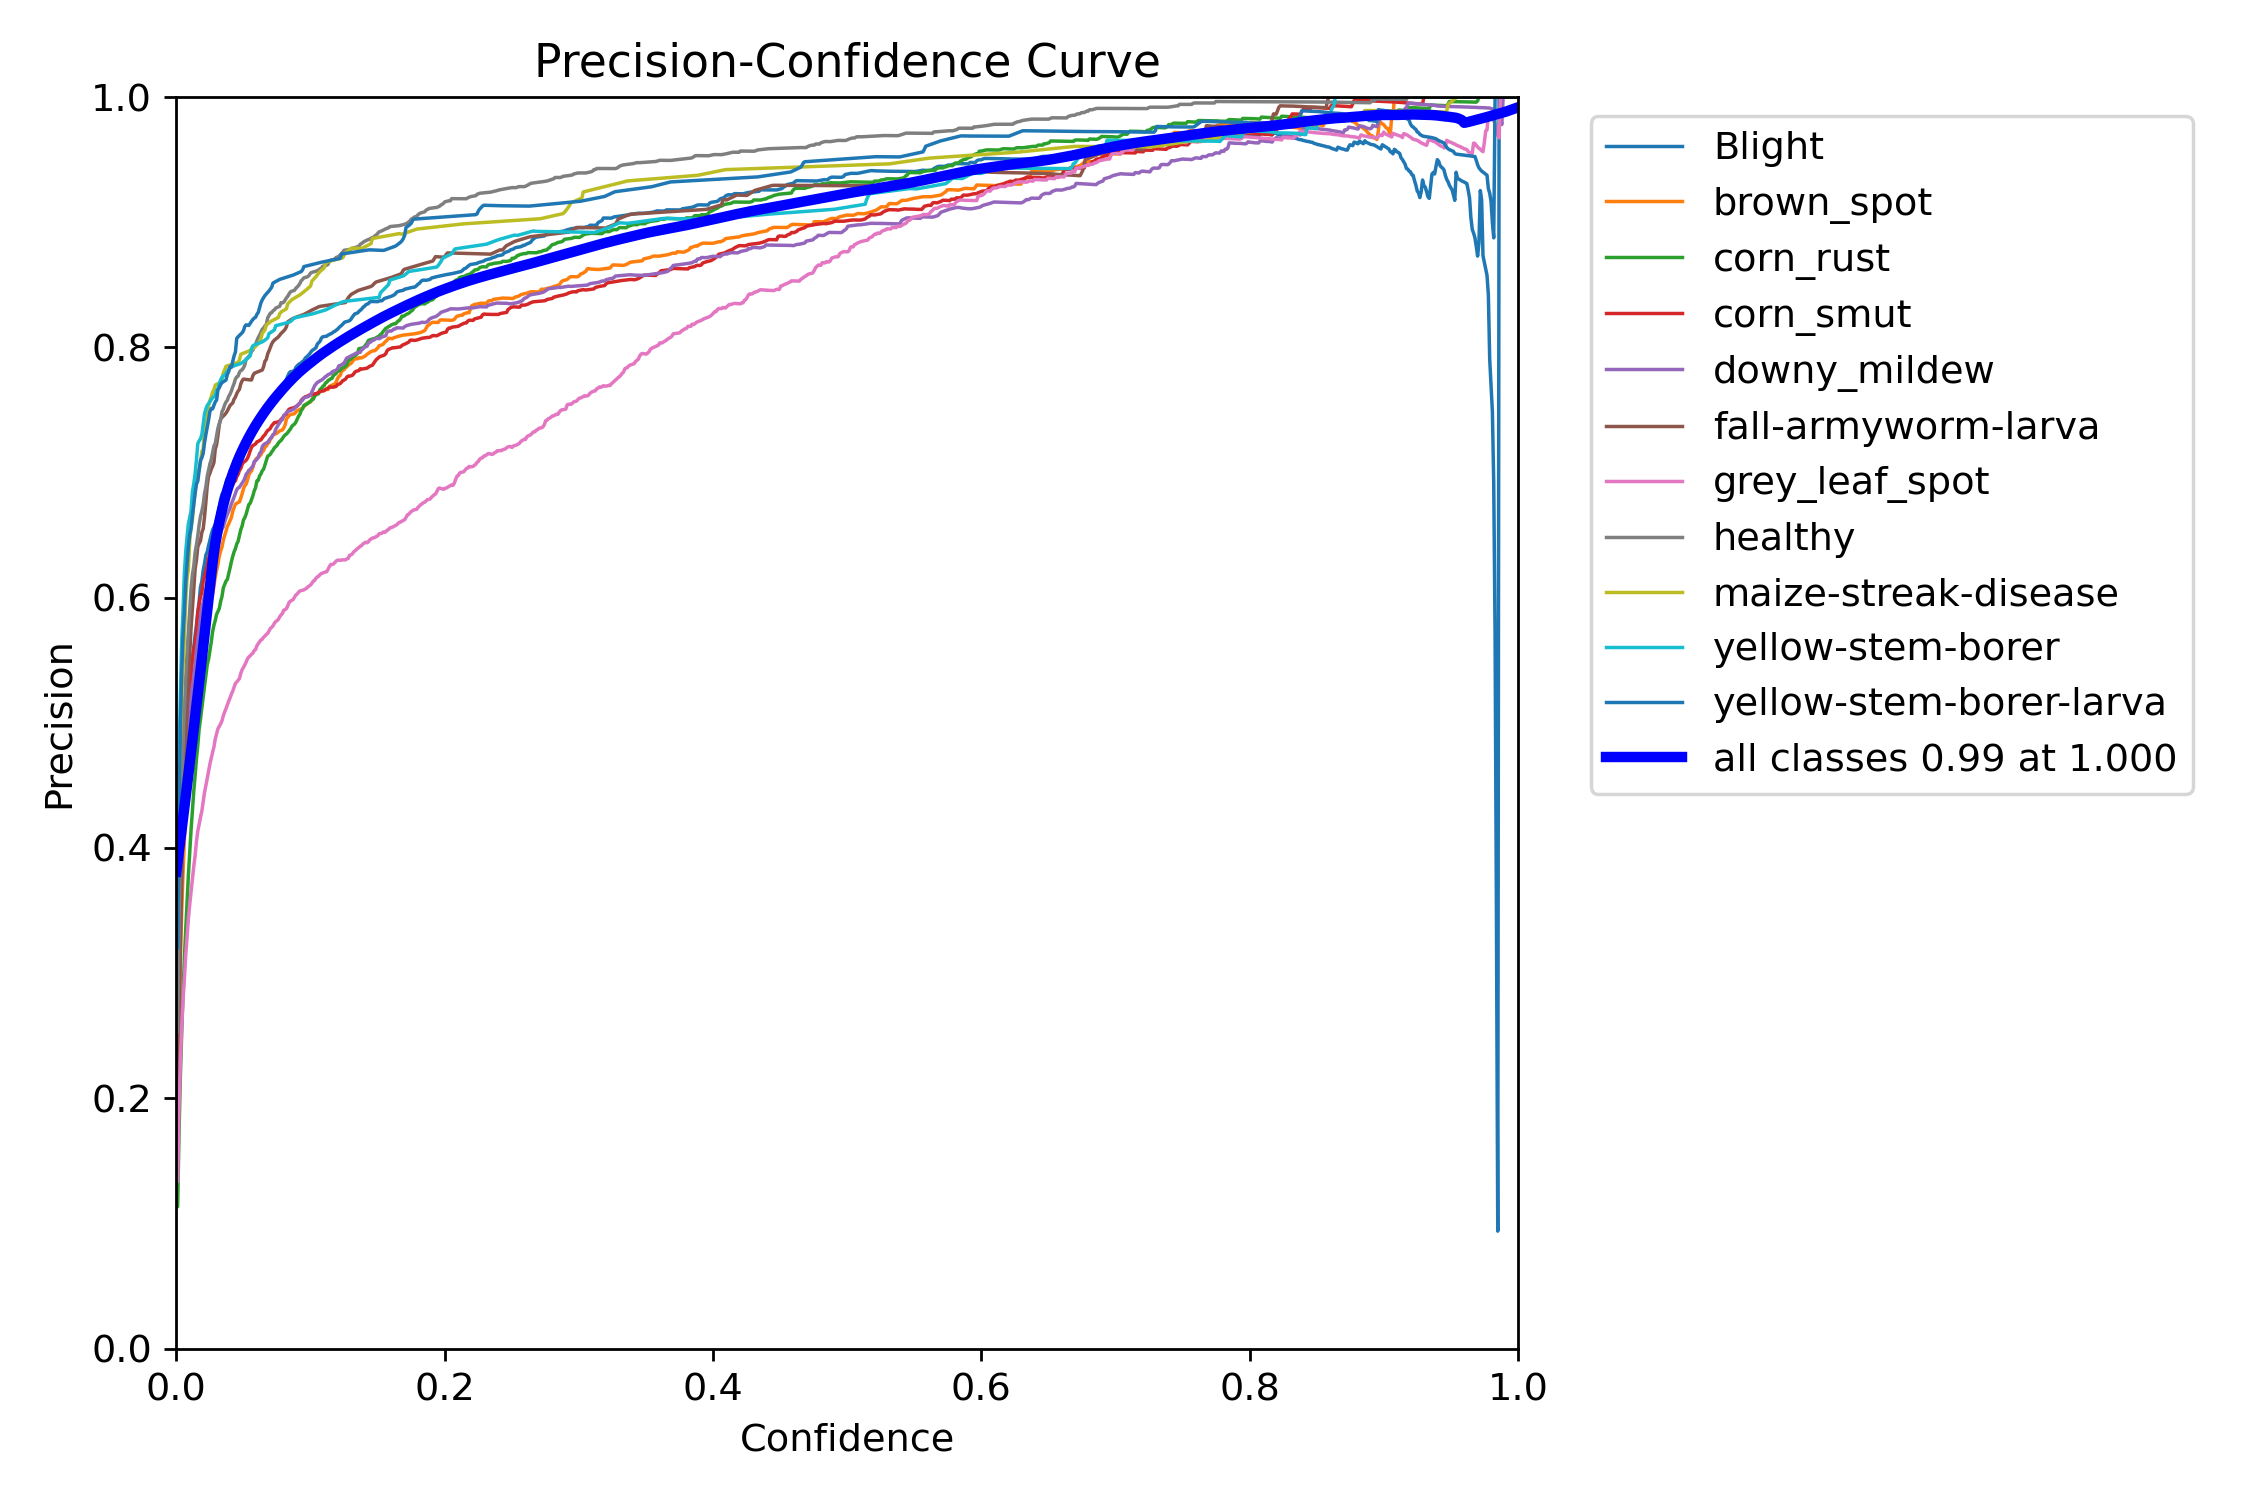 Precision-Confidence Curve
1.0
0.8
0.6
0.4
0.2
0.0
Precision
0.0 0.2 0.4 0.6 0.8 1.0
Confidence
Blight
brown_spot
corn_rust
corn_smut
downy_mildew
fall-armyworm-larva
grey_leaf_spot
healthy
maize-streak-disease
yellow-stem-borer
yellow-stem-borer-larva
all classes 0.99 at 1.000